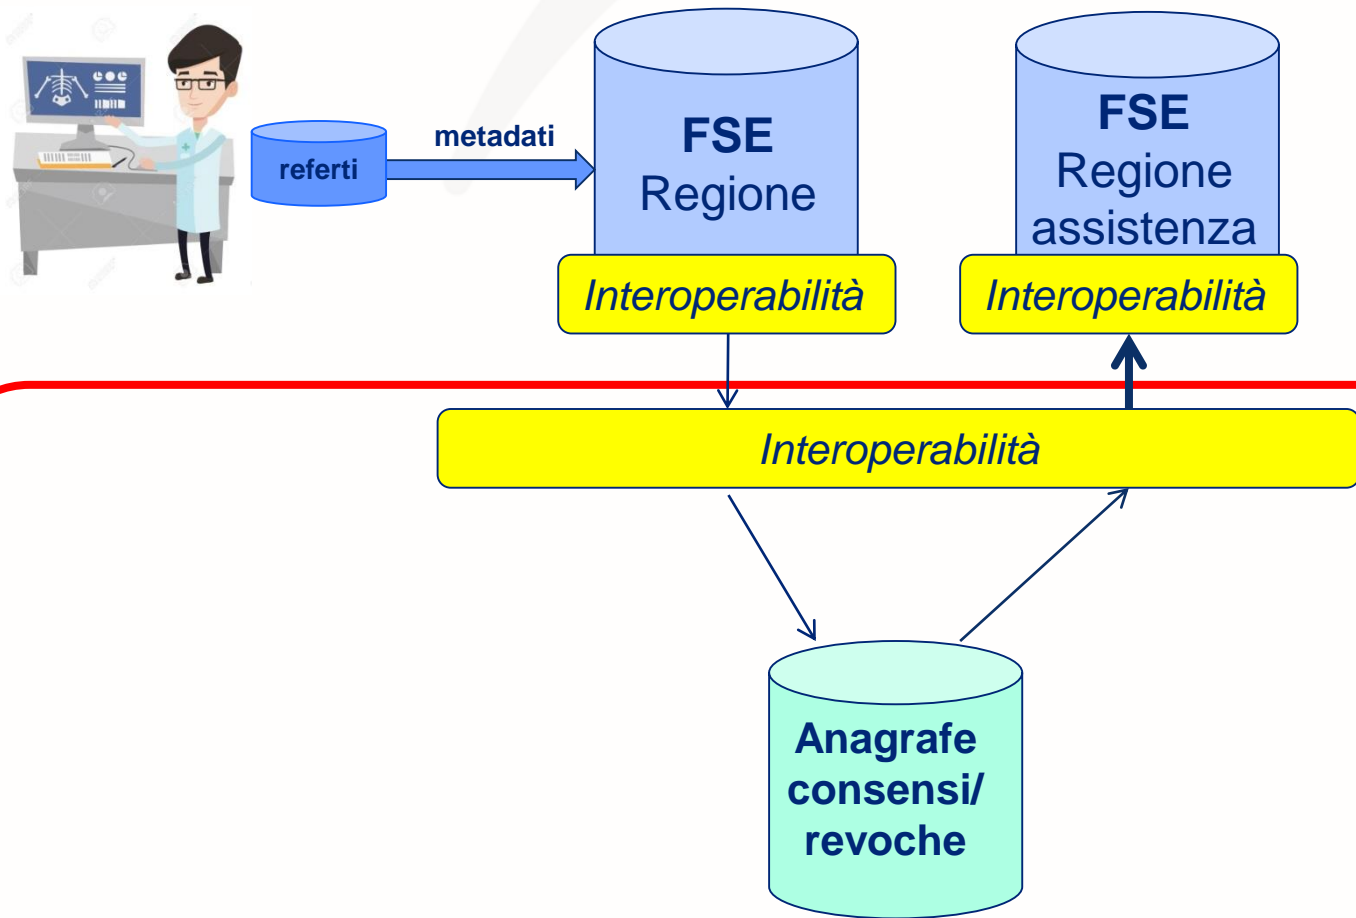 referti
metadati
FSE
Regione
FSE
Regione
assistenza
Interoperabilità
Interoperabilità
Interoperabilità
Anagrafe
consensi/
revoche